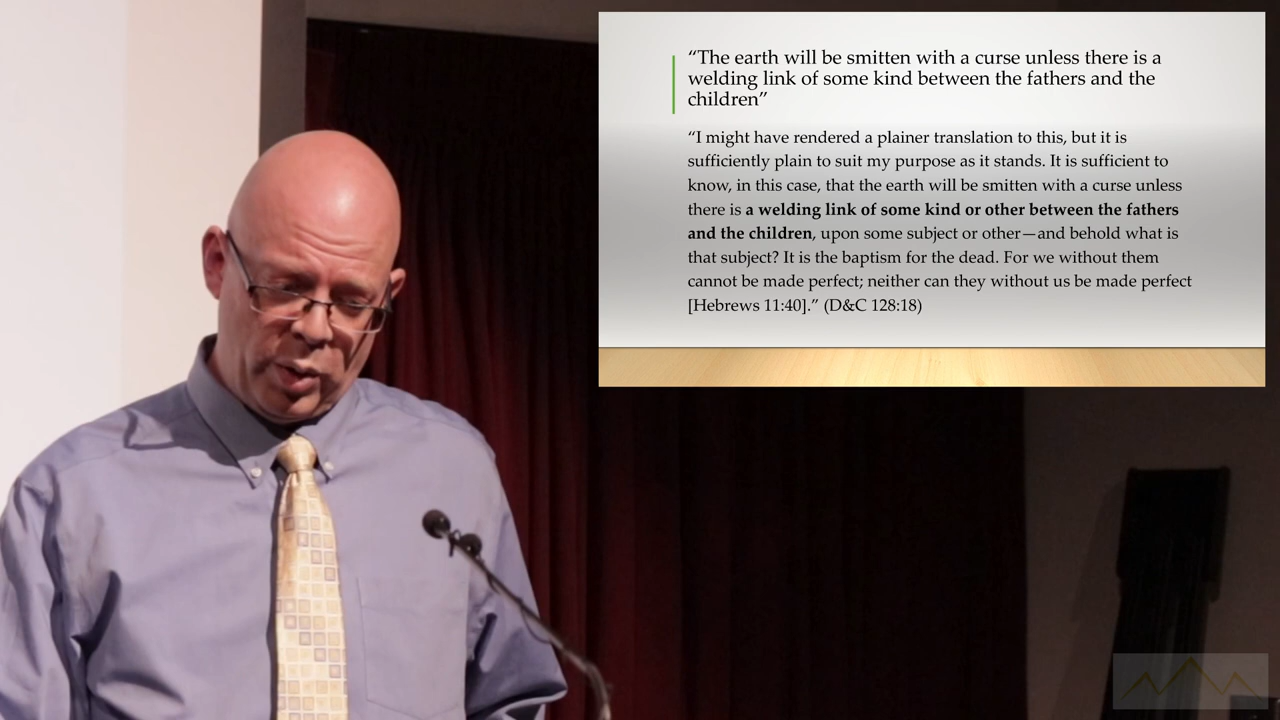 “The earth will be smitten with a curse unless there is a
welding link of some kind between the fathers and the
children”
“I might have rendered a plainer translation to this, but it is
sufficiently plain to suit my purpose as it stands. It is sufficient to
know, in this case, that the earth will be smitten with a curse unless
there is a welding link of some kind or other between the fathers
and the children, upon some subject or other—and behold what is
that subject? It is the baptism for the dead. For we without them
cannot be made perfect; neither can they without us be made perfect
[Hebrews 11:40].” (D&C 128:18)